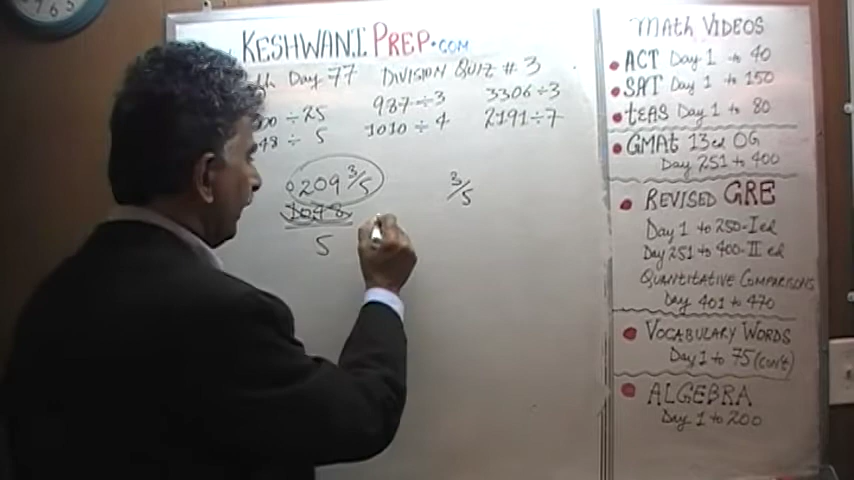 KESHWANI PREP.COM
Day 77 DIVISION QUIZ # 3
÷ 25 987÷3 3306÷3
48 ÷ 5 1010 ÷ 4 2191÷7
0209 3/5
1048
5
3/5
MATH VIDEOS
ACT Day 1 to 40
SAT Day 1 to 150
tEAS Day 1 to 80
GMAt 13ed OG
Day 251 to 400
REVISED GRE
Day 1 to 250-I ed
Day 251 to 400-II ed
QUANTITATIVE COMPARISONS
Day 401 to 470
VOCABULARY WORDS
Day 1 to 75 (con't)
ALGEBRA
Day 1 to 200